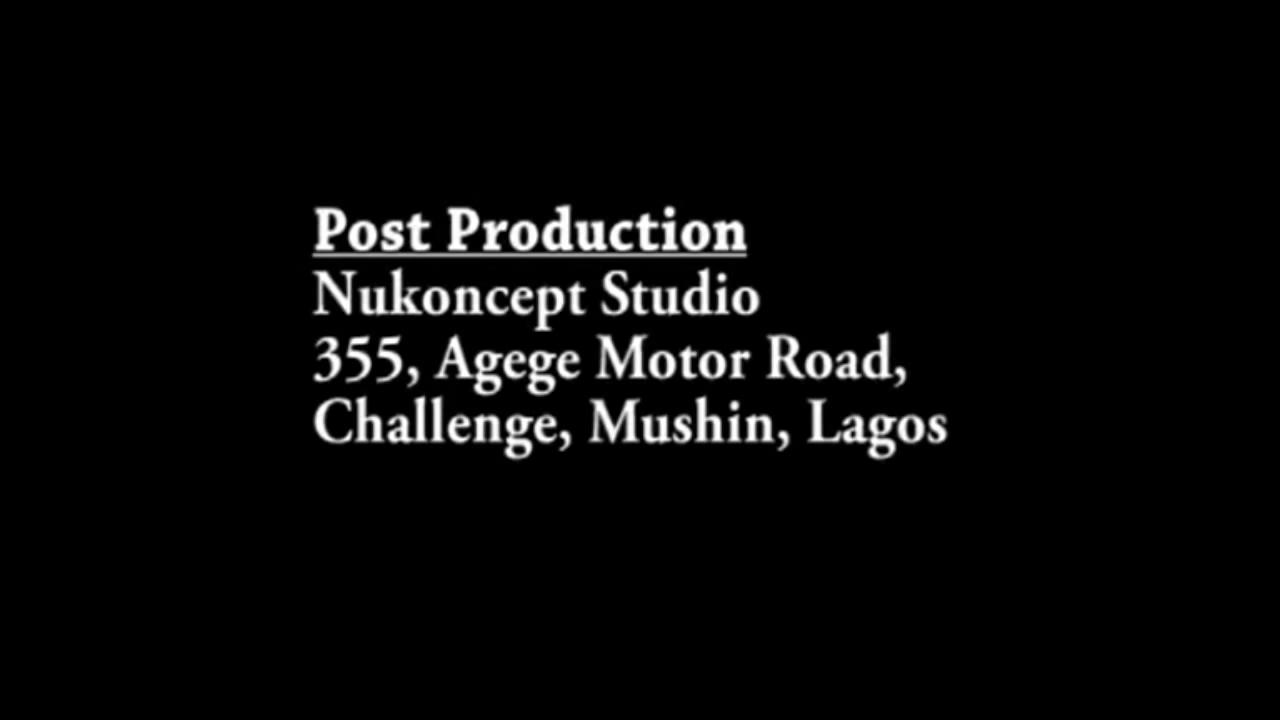 Post Production
Nukoncept Studio
355, Agege Motor Road,
Challenge, Mushin, Lagos